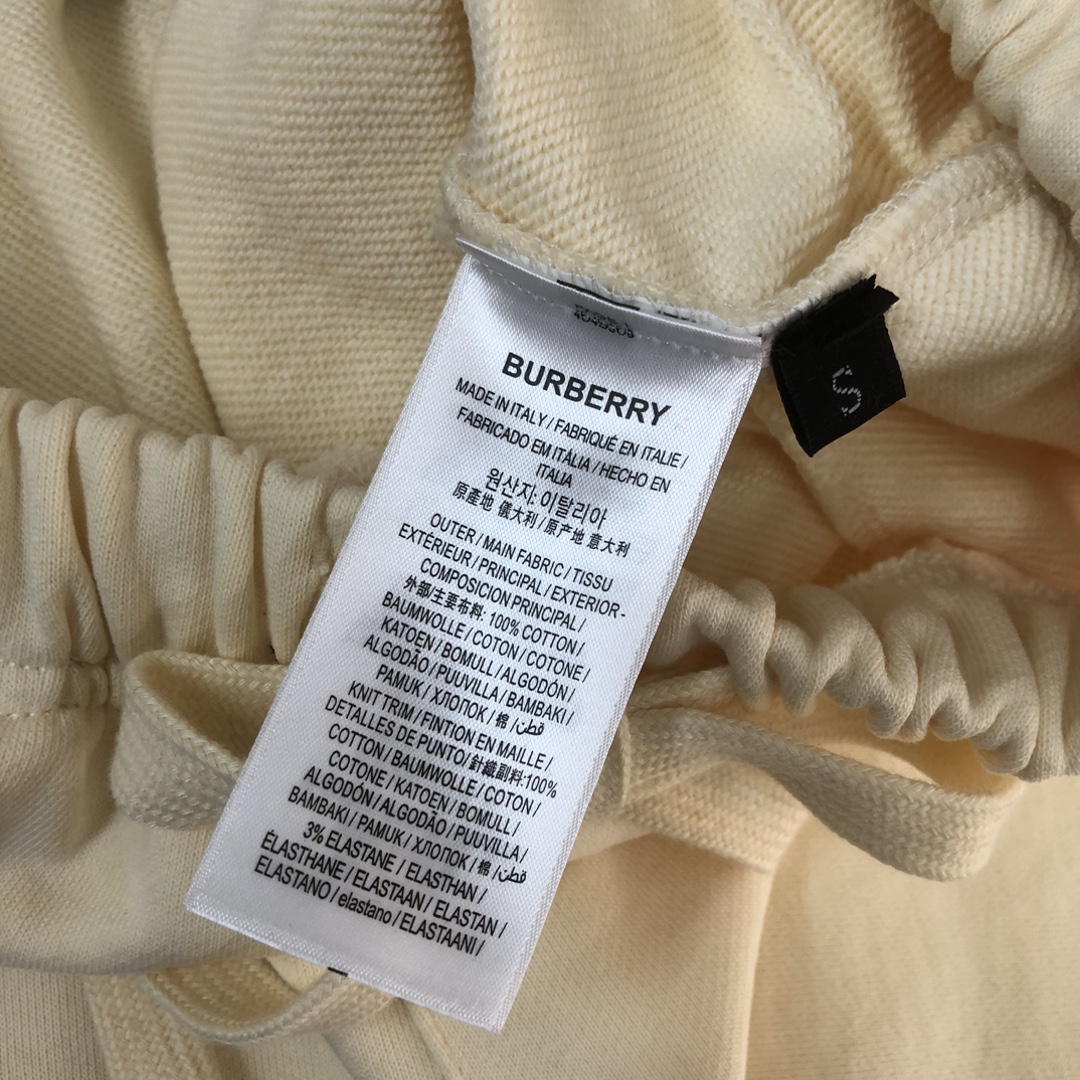 BURBERRY
MADE IN ITALY / FABRIQUÉ EN ITALIE /
FABRICADO EM ITÁLIA / HECHO EN
ITALIA
원산지: 이탈리아
原產地 儀大利 / 原产地 意大利
OUTER / MAIN FABRIC / TISSU
EXTÉRIEUR / PRINCIPAL / EXTERIOR-
COMPOSICION PRINCIPAL /
外部/主要布料: 100% COTTON /
BAUMWOLLE / COTON / COTONE /
KATOEN / BOMULL / ALGODÓN /
ALGODÃO / PUUVILLA / BAMBAKI /
PAMUK / ХЛОПОК / 棉 / قطن/
KNIT TRIM / FINTION EN MAILLE /
DETALLES DE PUNTO/ 針織副料:100%
COTTON / BAUMWOLLE / COTON /
COTONE / KATOEN / BOMULL /
ALGODÓN / ALGODÃO / PUUVILLA /
BAMBAKI / PAMUK / ХЛОПОК / 棉 / قطن/
3% ELASTANE / ELASTHAN /
ÉLASTHANE / ELASTAAN / ELASTAN /
ELASTANO / elastano / ELASTAANI /
S